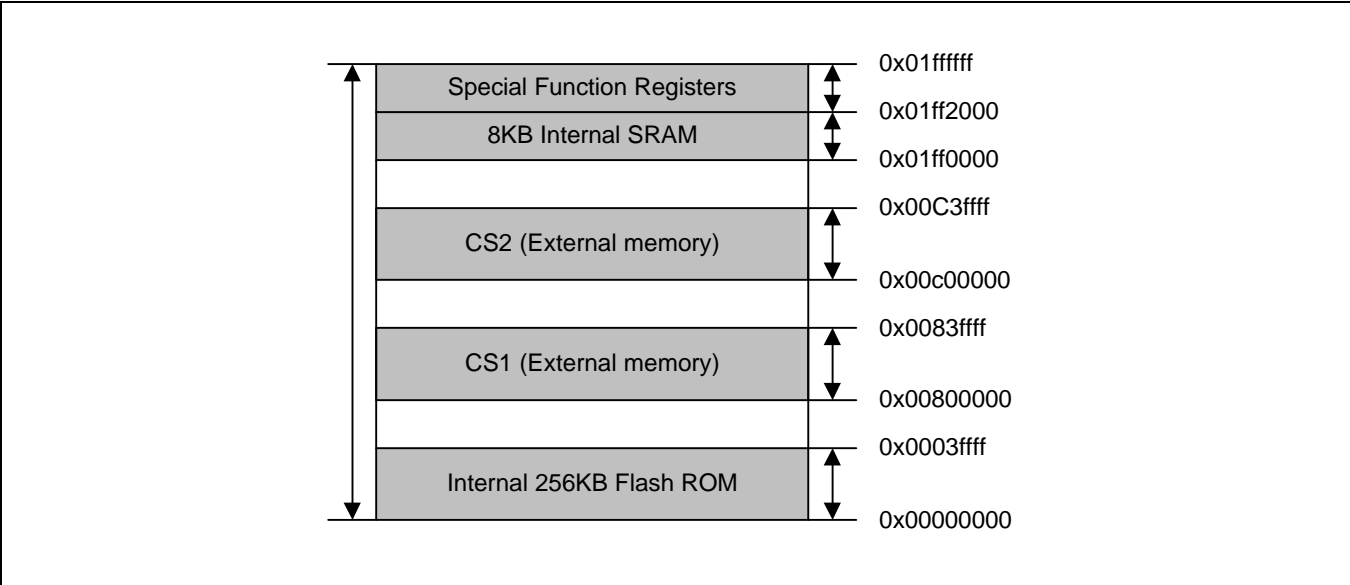 0x01ffffff
Special Function Registers
0x01ff2000
8KB Internal SRAM
0x01ff0000
0x00C3ffff
CS2 (External memory)
0x00c00000
0x0083ffff
CS1 (External memory)
0x00800000
0x0003ffff
Internal 256KB Flash ROM
0x00000000